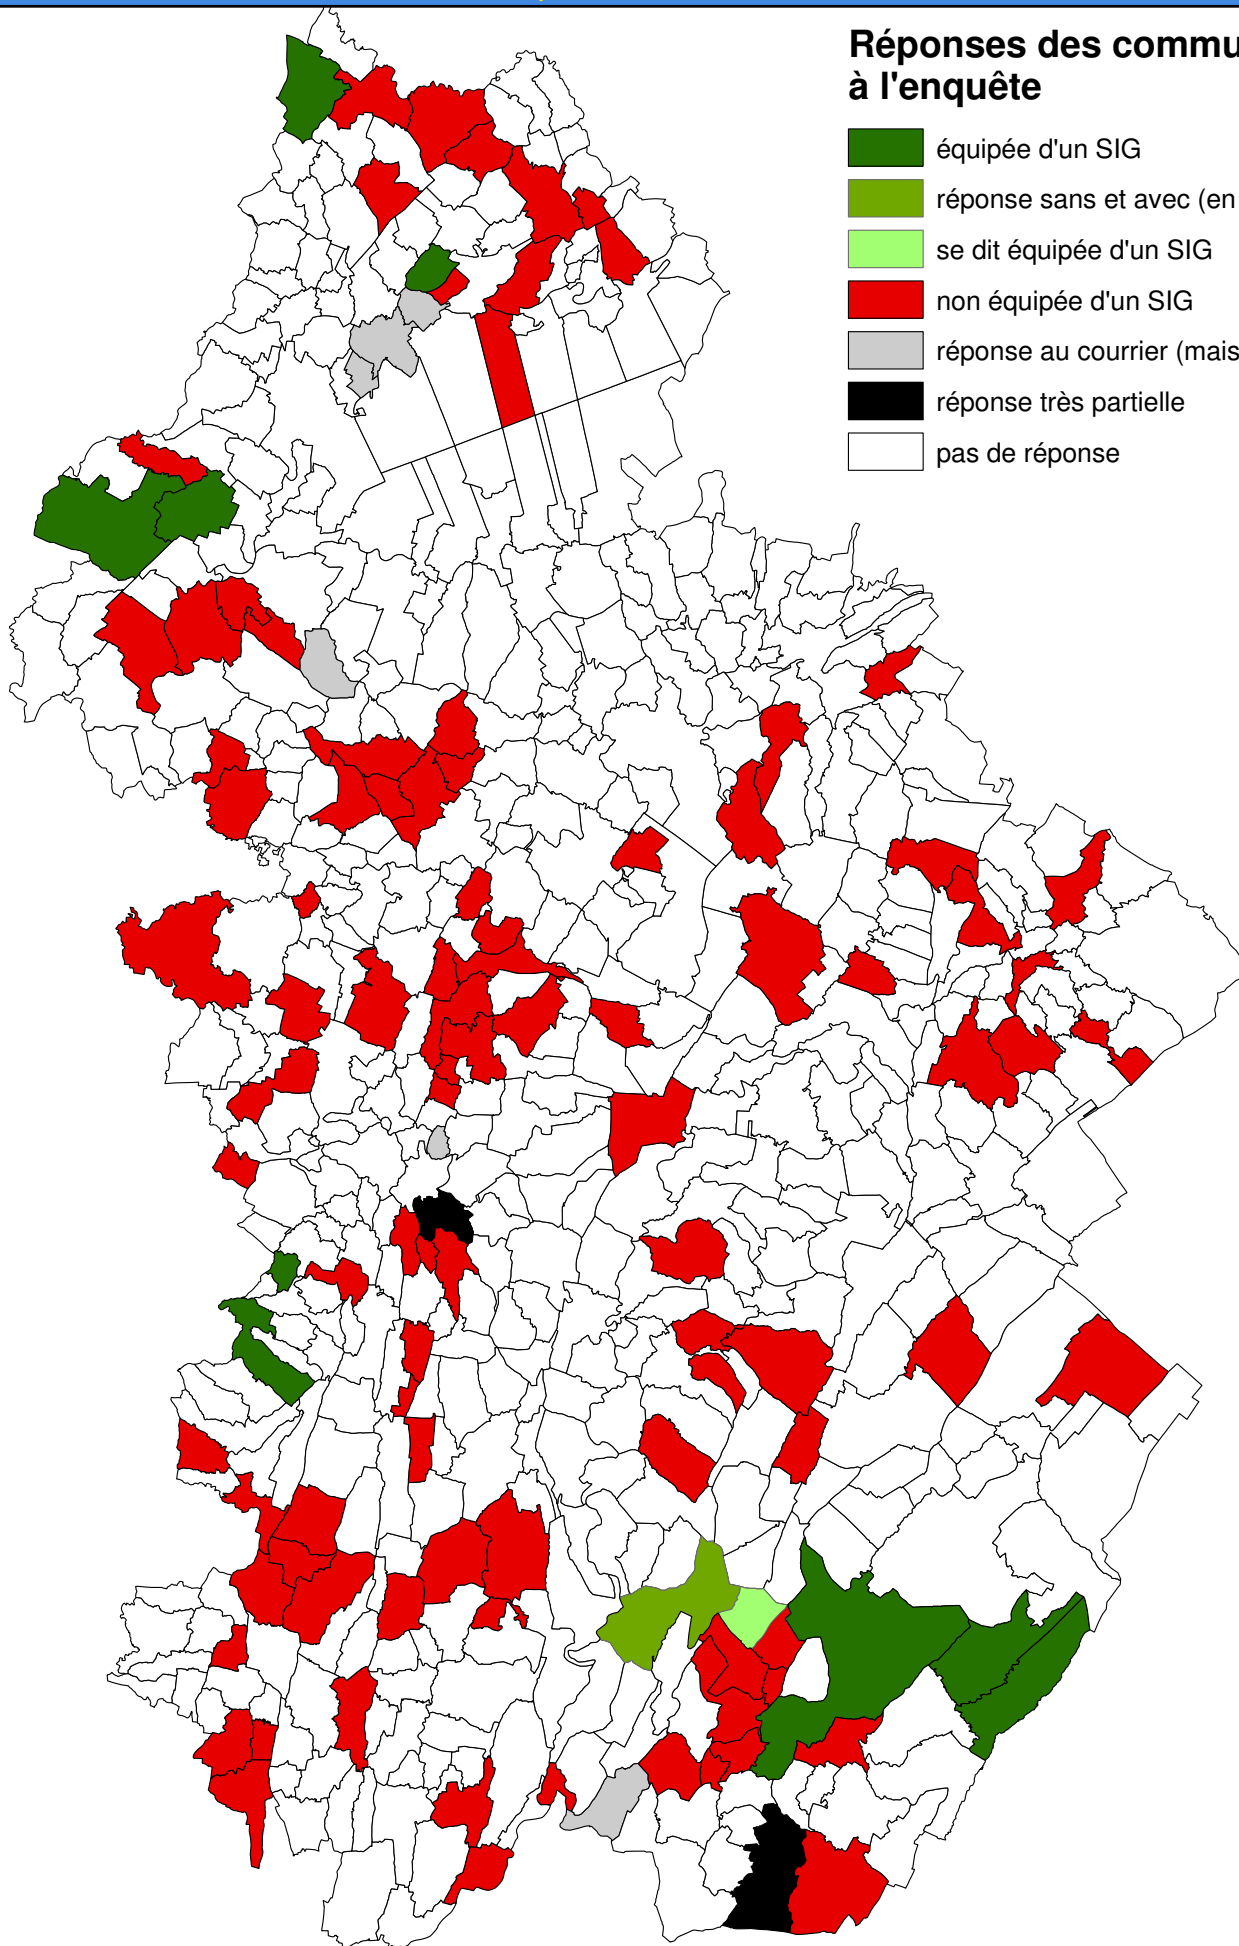 Réponses des commu
à l'enquête
équipée d'un SIG
réponse sans et avec (en
se dit équipée d'un SIG
non équipée d'un SIG
réponse au courrier (mais
réponse très partielle
pas de réponse